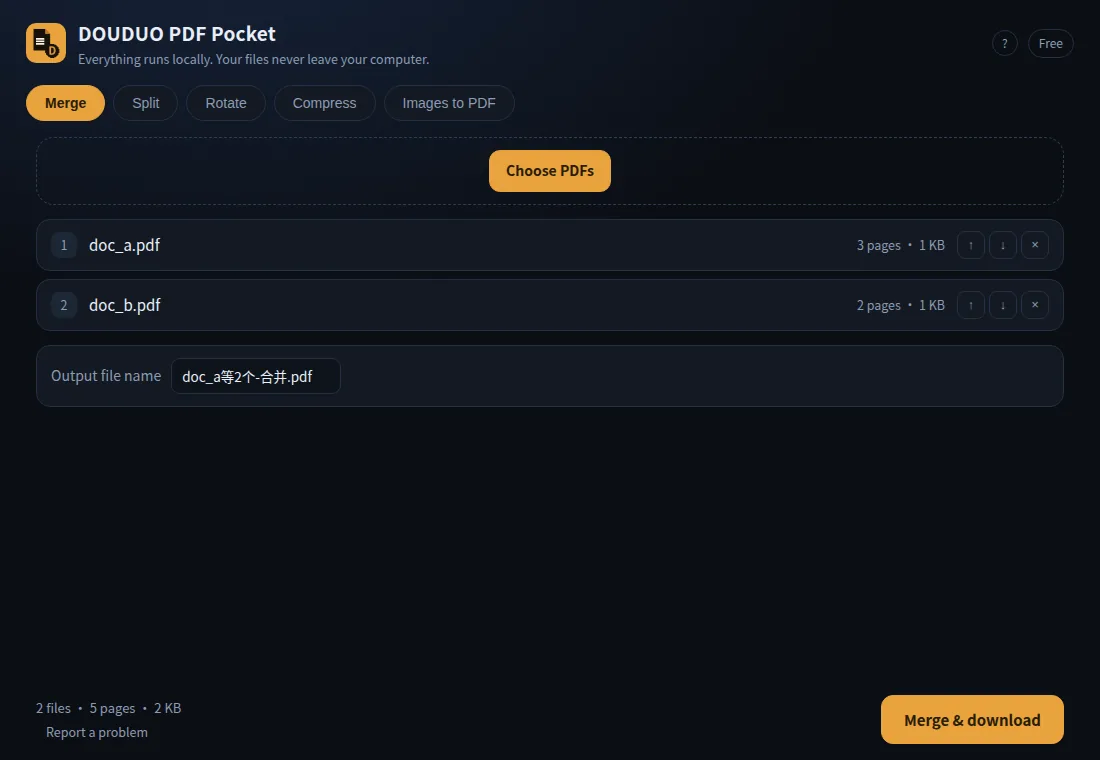 DOUDUO PDF Pocket
Everything runs locally. Your files never leave your computer.
? Free
Merge Split Rotate Compress Images to PDF
Choose PDFs
1 doc_a.pdf 3 pages • 1 KB ↑ ↓ ×
2 doc_b.pdf 2 pages • 1 KB ↑ ↓ ×
Output file name doc_a等2个-合并.pdf
2 files • 5 pages • 2 KB
Report a problem
Merge & download